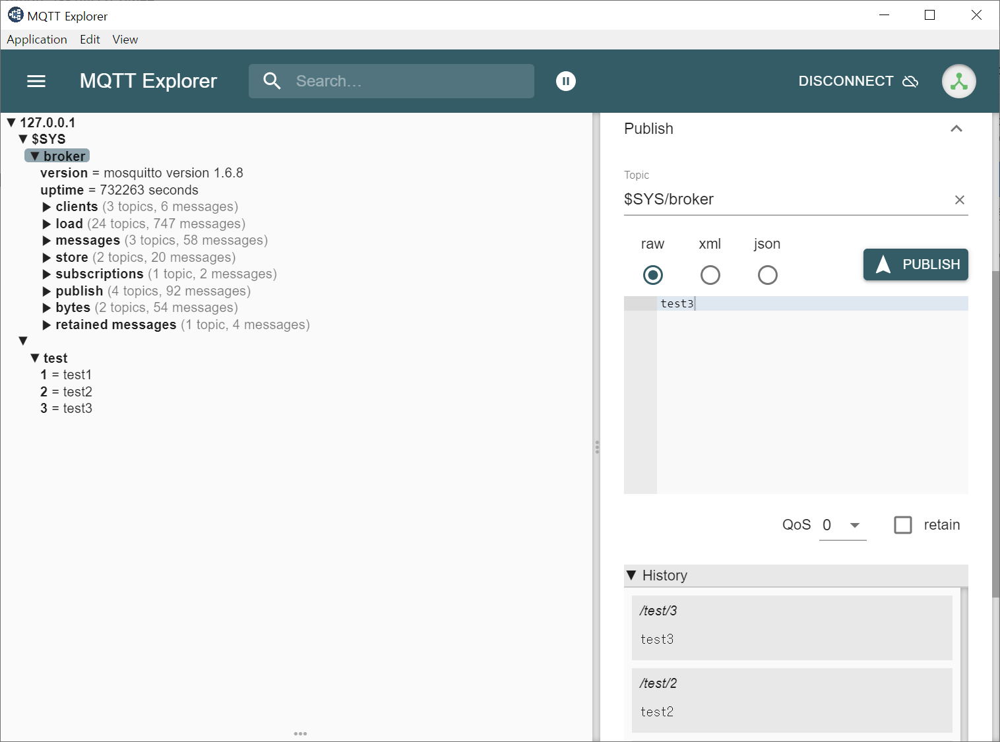 MQTT Explorer
Application Edit View
MQTT Explorer
Search...
DISCONNECT
127.0.0.1
$SYS
broker
version = mosquitto version 1.6.8
uptime = 732263 seconds
clients (3 topics, 6 messages)
load (24 topics, 747 messages)
messages (3 topics, 58 messages)
store (2 topics, 20 messages)
subscriptions (1 topic, 2 messages)
publish (4 topics, 92 messages)
bytes (2 topics, 54 messages)
retained messages (1 topic, 4 messages)
test
1 = test1
2 = test2
3 = test3
Publish
Topic
$SYS/broker
raw xml json
PUBLISH
test3
QoS 0 retain
History
/test/3
test3
/test/2
test2